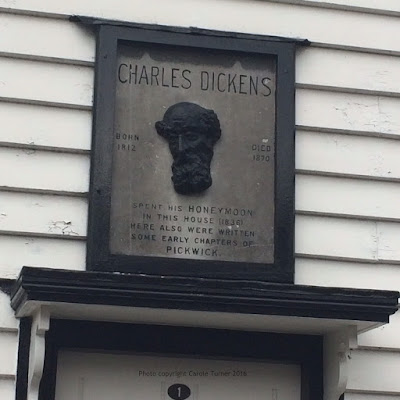 CHARLES DICKENS
BORN
1812
DIED
1870
SPENT HIS HONEYMOON
IN THIS HOUSE (1836)
HERE ALSO WERE WRITTEN
SOME EARLY CHAPTERS OF
PICKWICK.
Photo copyright Carole Turner 2016
1